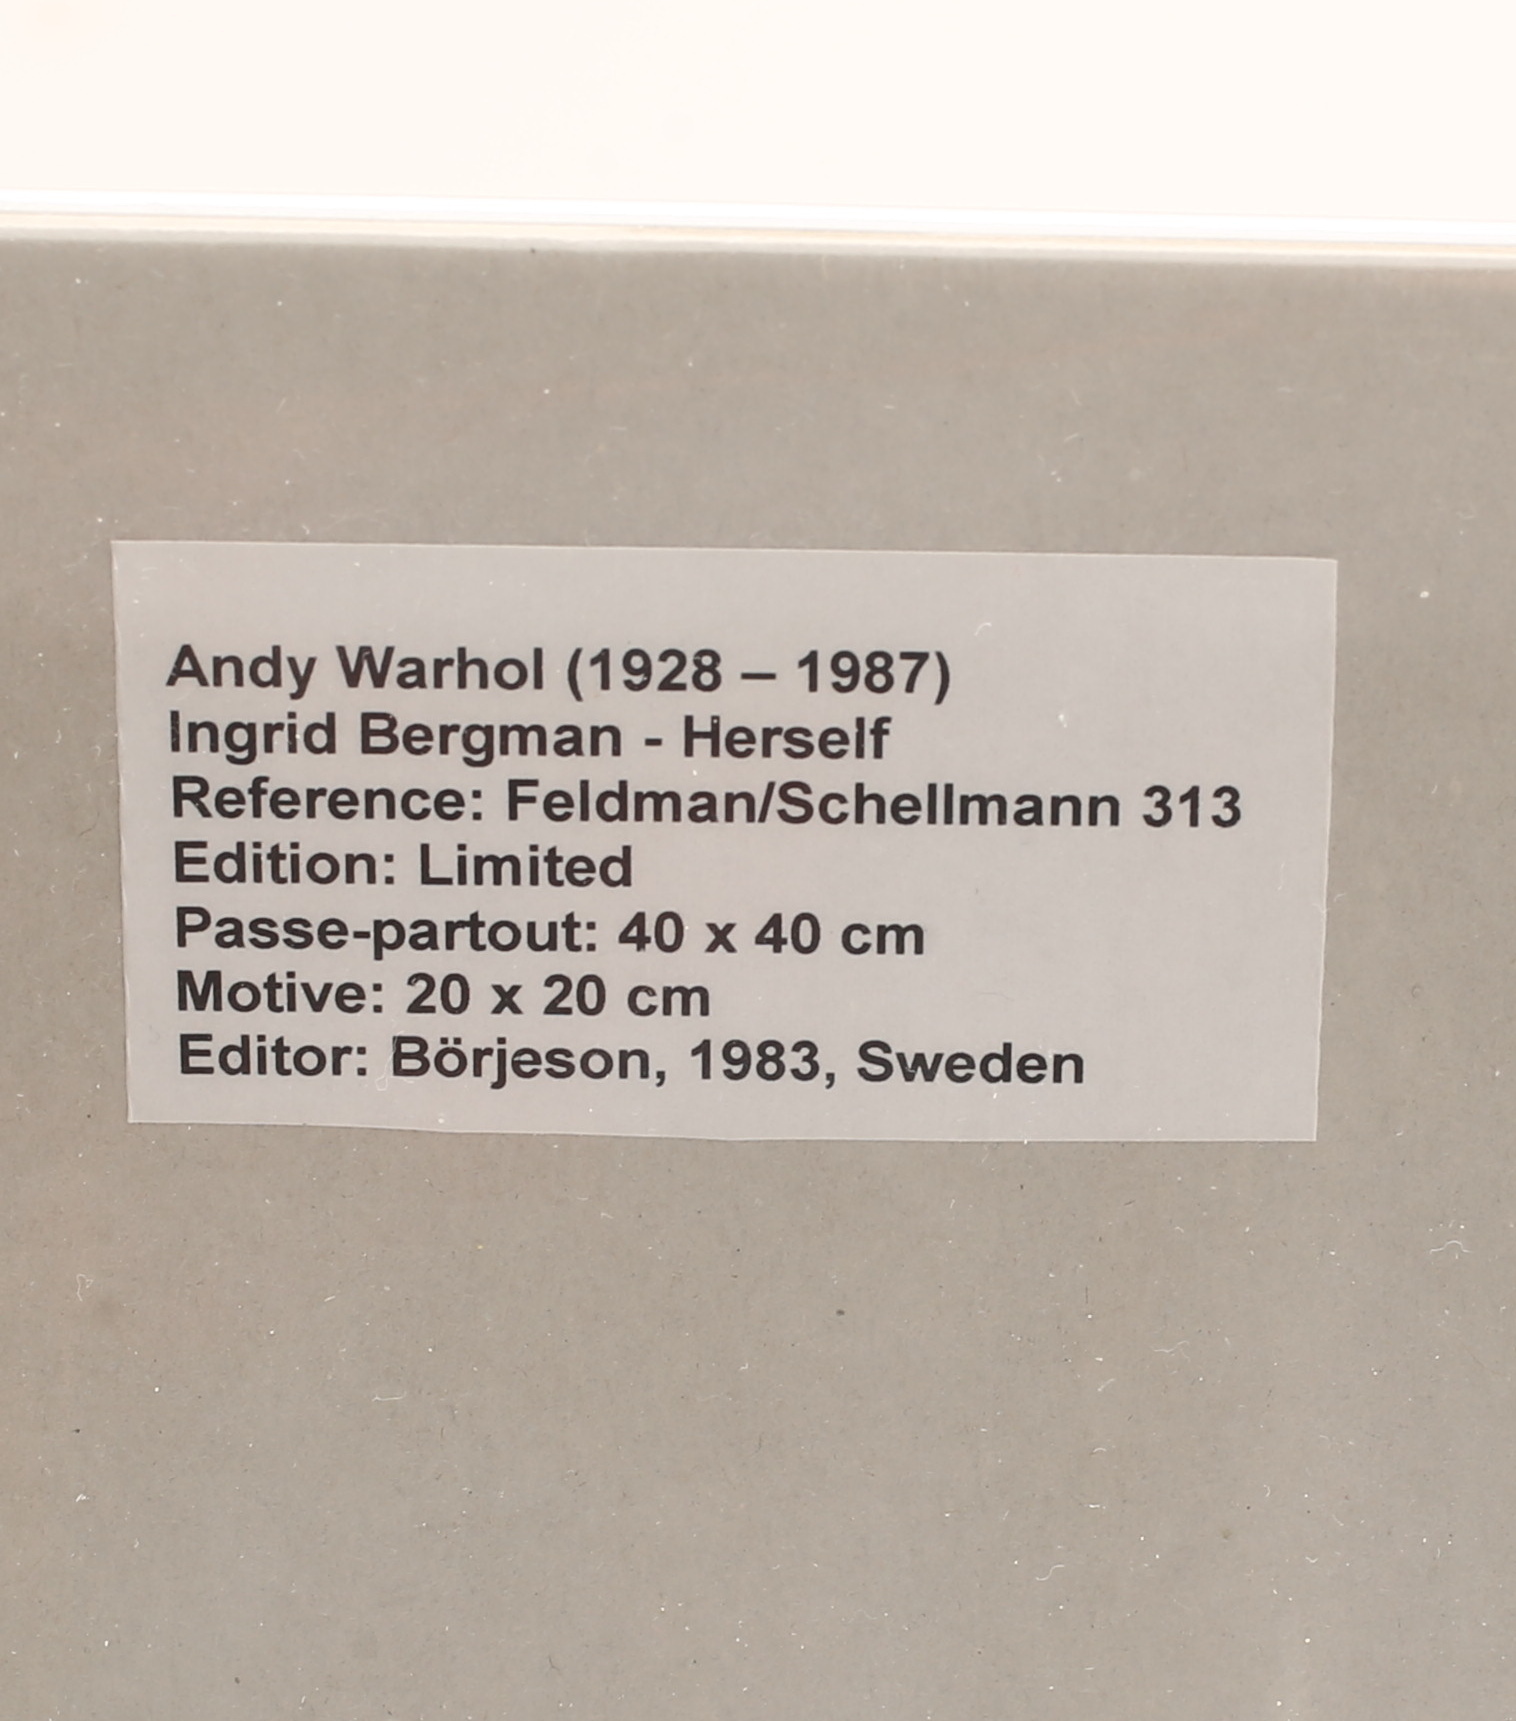 Andy Warhol (1928 – 1987)
Ingrid Bergman - Herself
Reference: Feldman/Schellmann 313
Edition: Limited
Passe-partout: 40 x 40 cm
Motive: 20 x 20 cm
Editor: Börjeson, 1983, Sweden